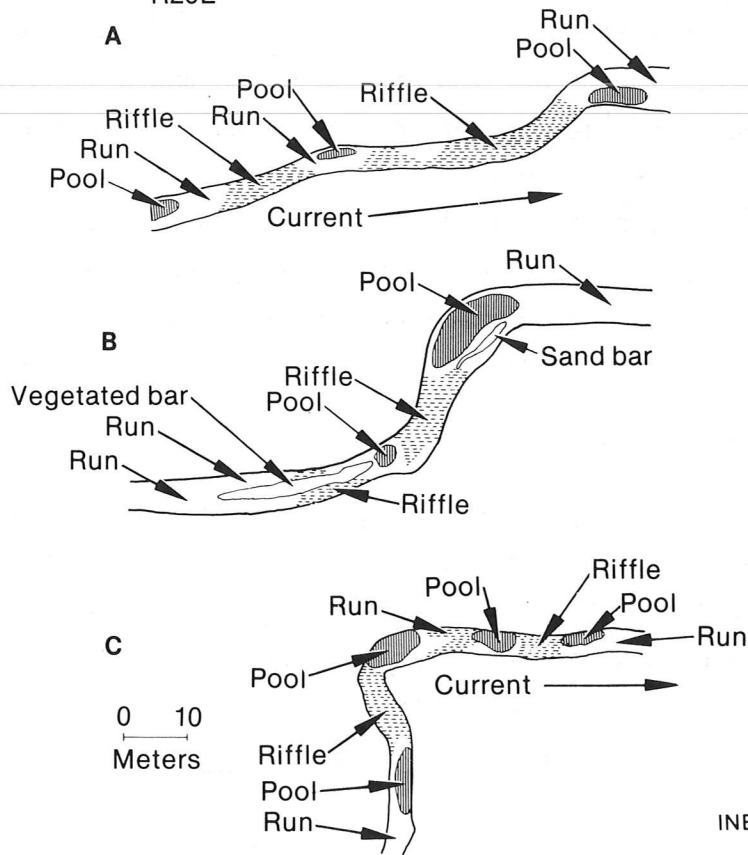 A
Run
Pool
Pool
Riffle
Run
Riffle
Run
Pool
Current
B
Run
Pool
Sand bar
Riffle
Vegetated bar
Pool
Run
Run
Riffle
C
Pool
Riffle
Run
Pool
Run
Pool
Current
0 10
Meters
Riffle
Pool
Run